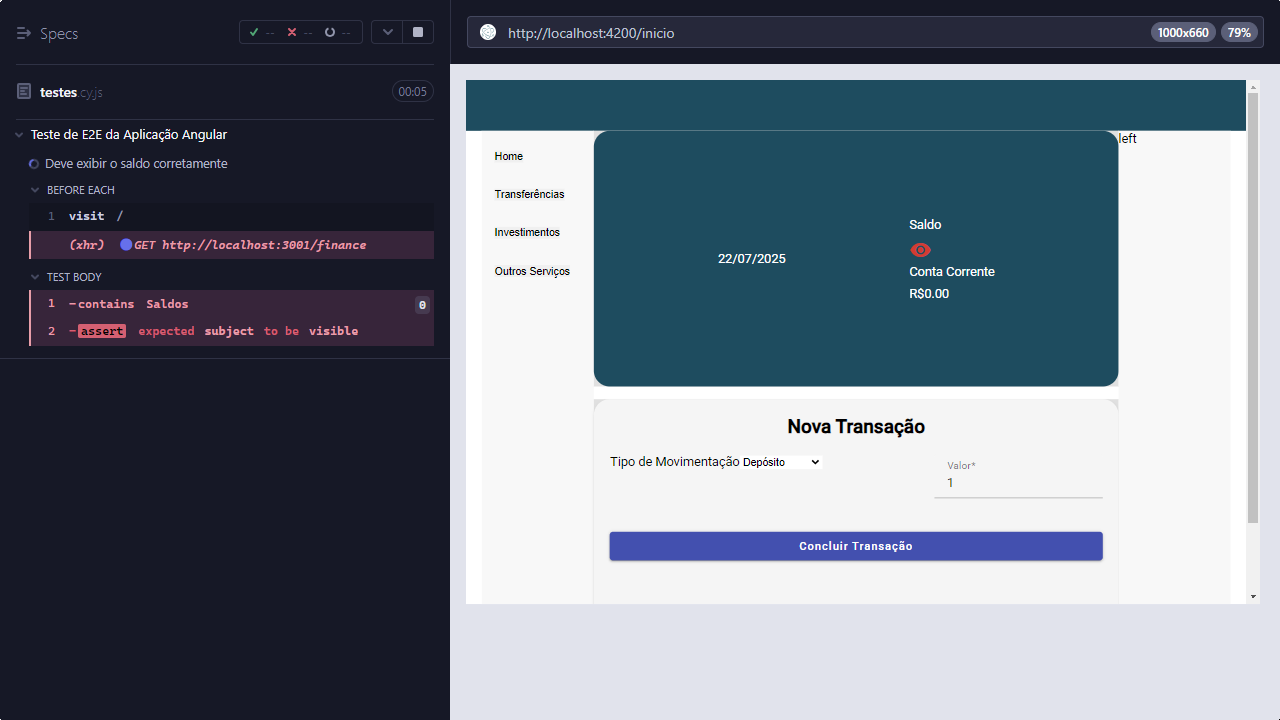 Specs
-- -- --
http://localhost:4200/inicio
1000x660 79%
testes.cy.js
00:05
Teste de E2E da Aplicação Angular
Deve exibir o saldo corretamente
BEFORE EACH
1 visit /
(xhr) GET http://localhost:3001/finance
TEST BODY
1 -contains Saldos 0
2 -assert expected subject to be visible
Home
Transferências
Investimentos
Outros Serviços
22/07/2025
Saldo
Conta Corrente
R$0.00
left
Nova Transação
Tipo de Movimentação Depósito
Valor*
1
Concluir Transação